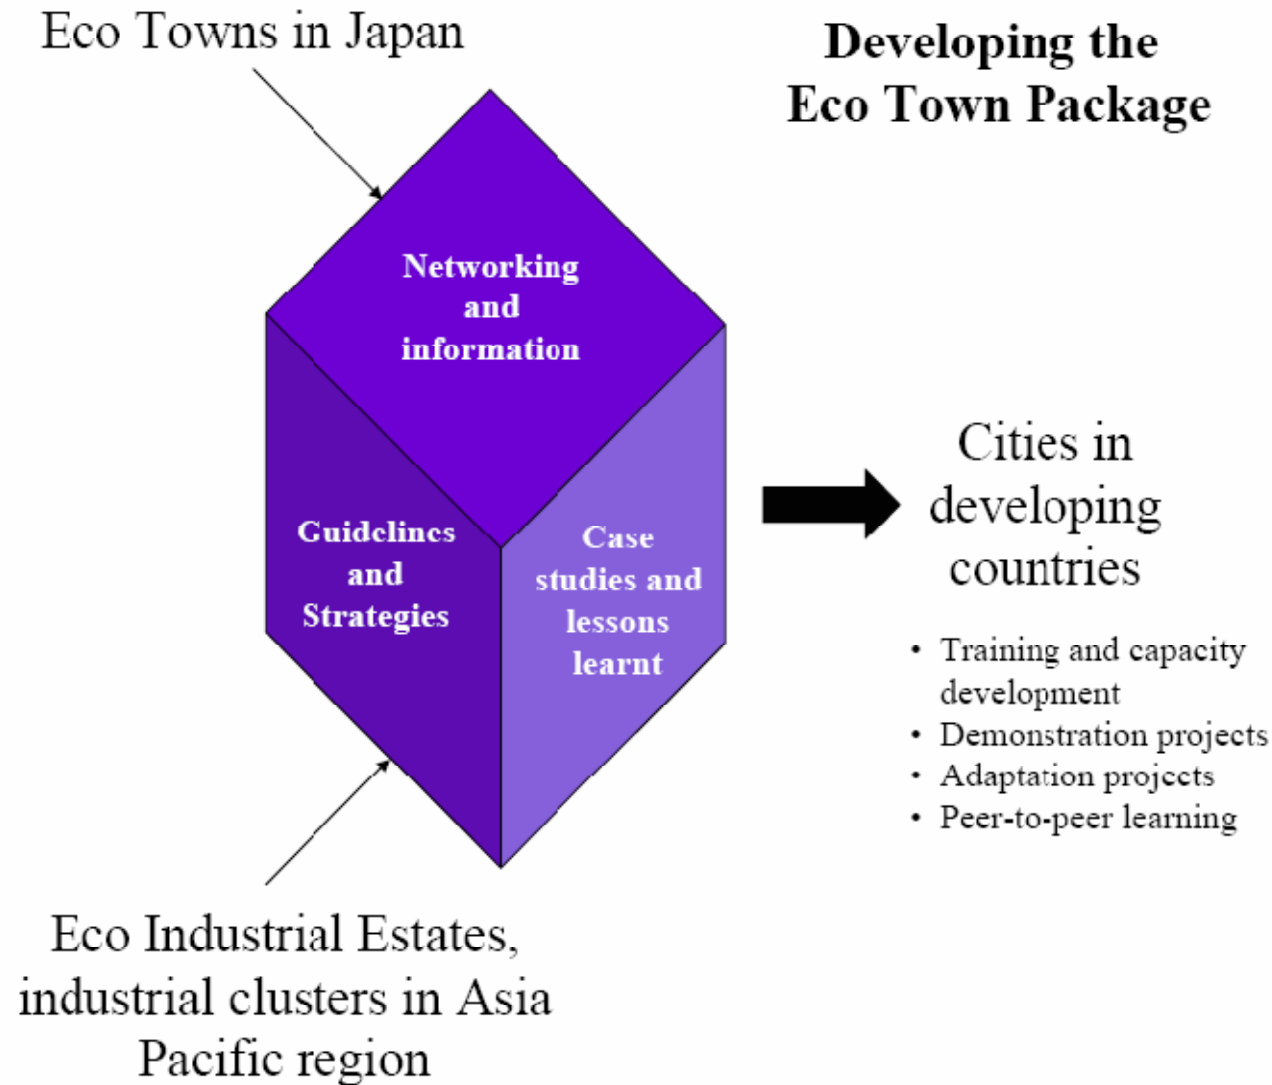 Eco Towns in Japan
Developing the
Eco Town Package
Networking
and
information
Guidelines
and
Strategies
Case
studies and
lessons
learnt
Cities in
developing
countries
• Training and capacity
development
• Demonstration projects
• Adaptation projects
• Peer-to-peer learning
Eco Industrial Estates,
industrial clusters in Asia
Pacific region